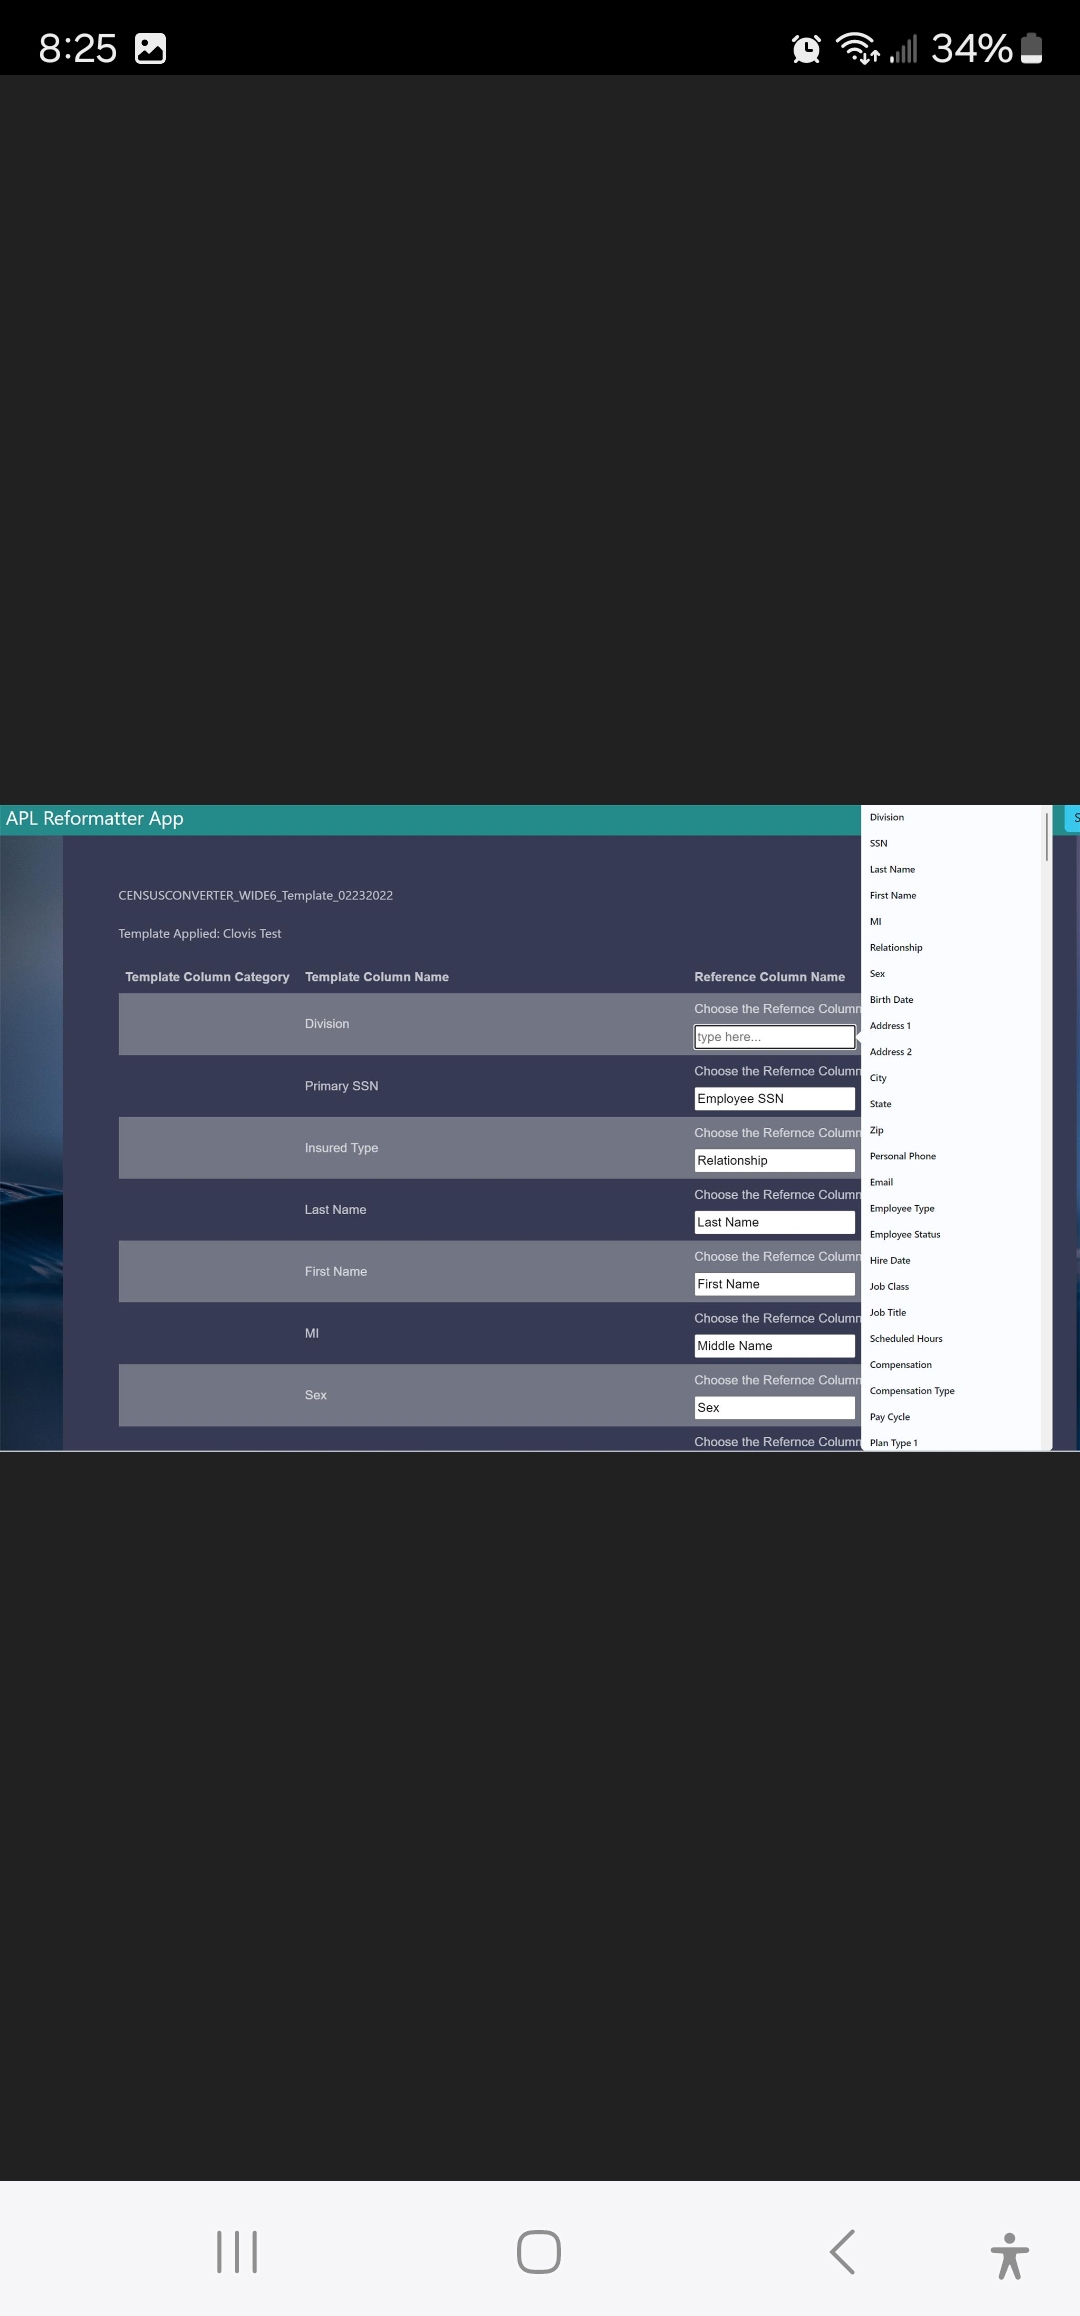 8:25
34%
APL Reformatter App
S
CENSUSCONVERTER_WIDE6_Template_02232022
Template Applied: Clovis Test
Template Column Category Template Column Name Reference Column Name
Division
Choose the Refernce Column
type here...
Primary SSN
Choose the Refernce Column
Employee SSN
Insured Type
Choose the Refernce Column
Relationship
Last Name
Choose the Refernce Column
Last Name
First Name
Choose the Refernce Column
First Name
MI
Choose the Refernce Column
Middle Name
Sex
Choose the Refernce Column
Sex
Choose the Refernce Column
Division
SSN
Last Name
First Name
MI
Relationship
Sex
Birth Date
Address 1
Address 2
City
State
Zip
Personal Phone
Email
Employee Type
Employee Status
Hire Date
Job Class
Job Title
Scheduled Hours
Compensation
Compensation Type
Pay Cycle
Plan Type 1